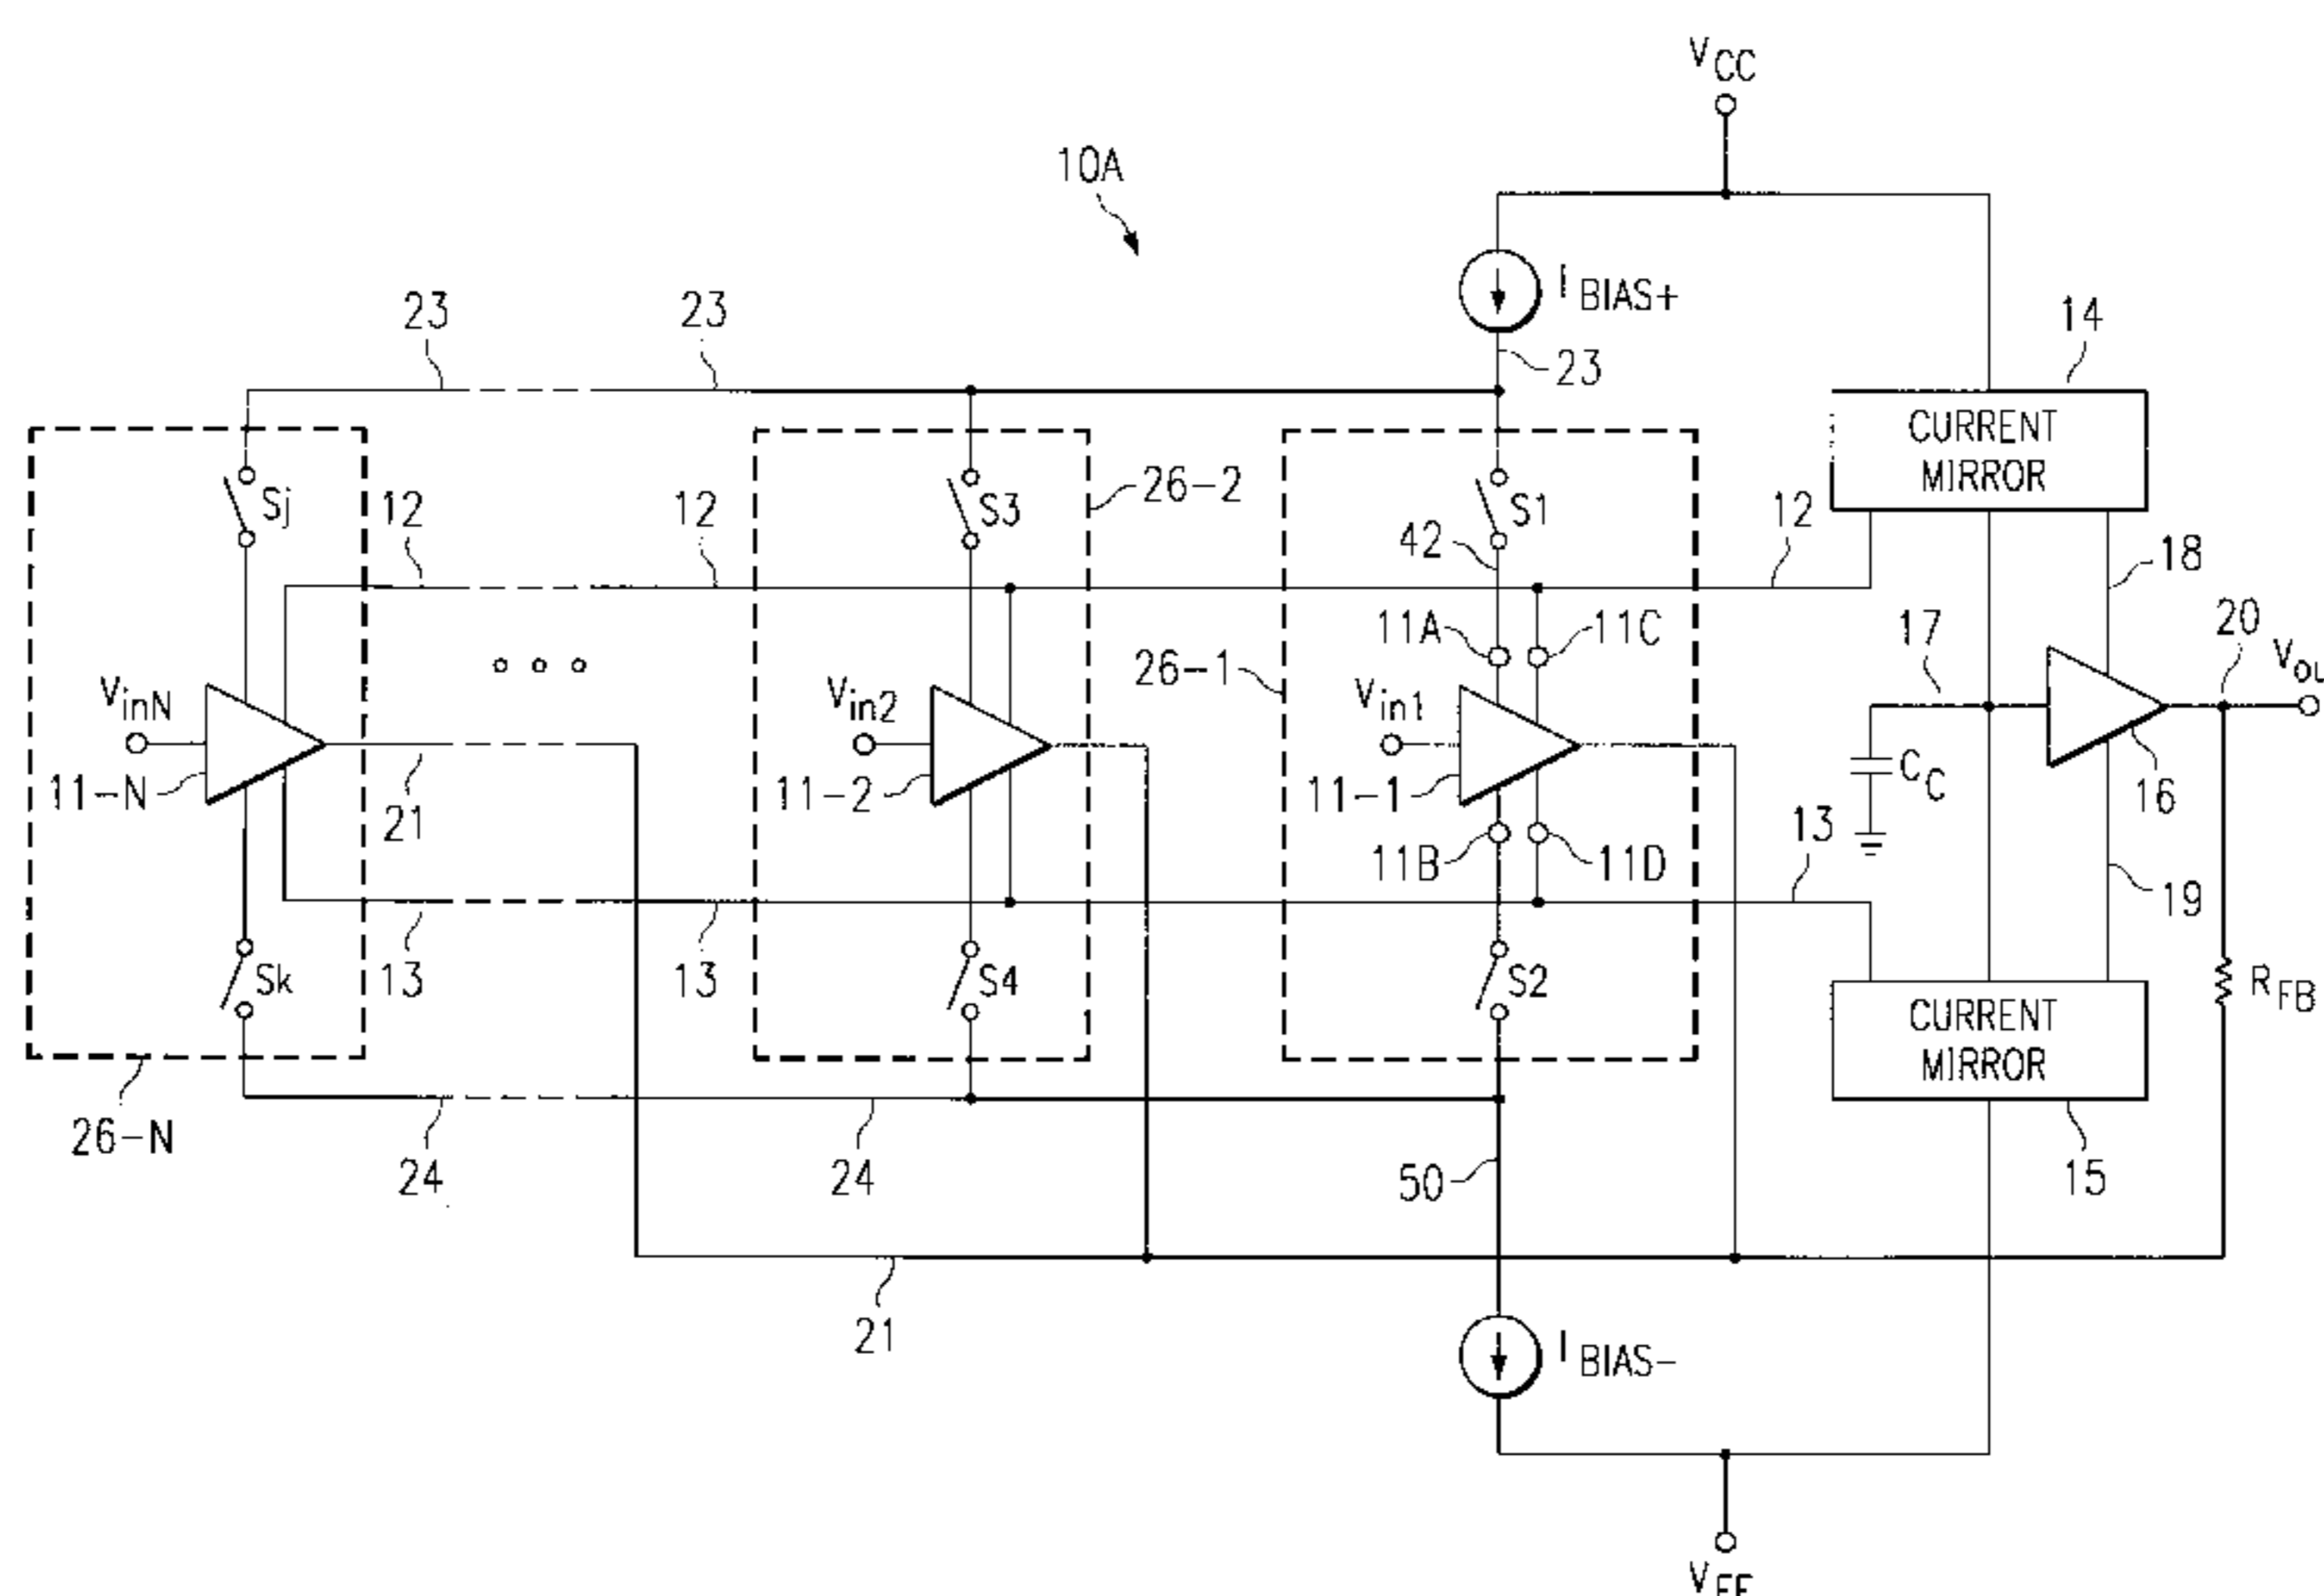 VCC
10A
IBIAS+
23
23
23
14
CURRENT
MIRROR
Sj
S3
26-2
S1
12
12
42
12
18
11A
11C
17
20
26-1
VinN
Vin2
Vin1
Vou
11-N
21
11-2
11-1
CC
16
11B
11D
13
19
Sk
13
13
S4
S2
RFB
CURRENT
MIRROR
26-N
24
24
50
15
21
IBIAS-
VEE